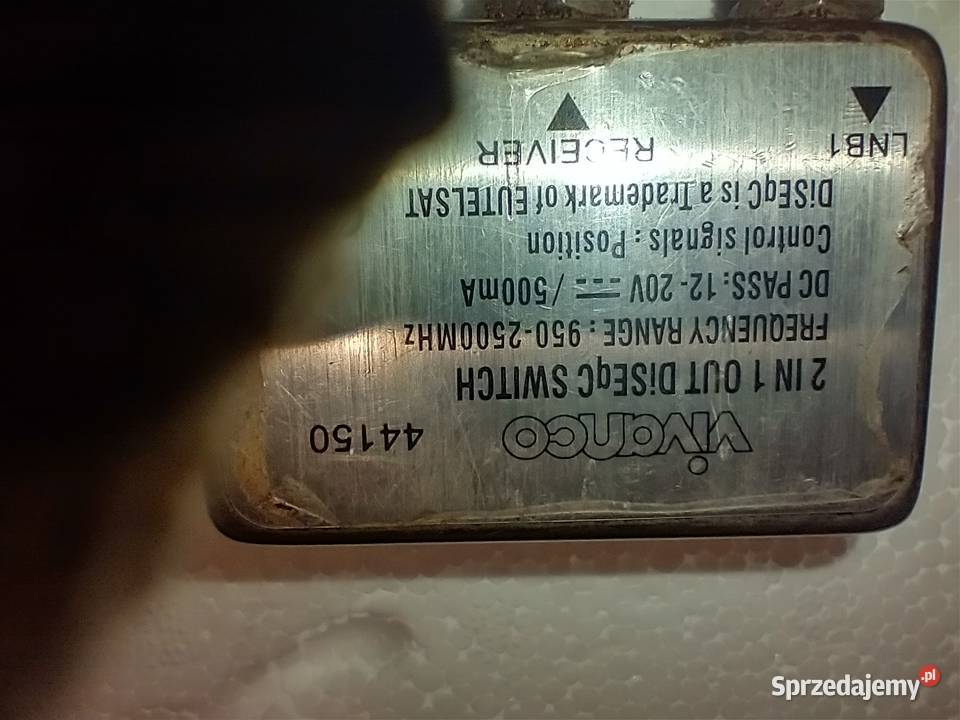 vivanco 44150
2 IN 1 OUT DiSEqC SWITCH
FREQUENCY RANGE : 950-2500MHz
DC PASS: 12-20V ⎓ / 500mA
Control signals : Position
DiSEqC is a Trademark of EUTELSAT
LNB1 RECEIVER
Sprzedajemy.pl